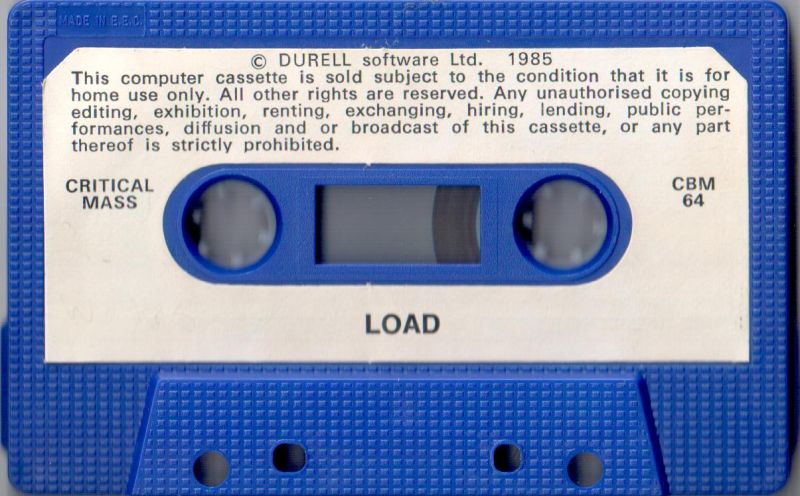 MADE IN E.E.C.
© DURELL software Ltd. 1985
This computer cassette is sold subject to the condition that it is for
home use only. All other rights are reserved. Any unauthorised copying
editing, exhibition, renting, exchanging, hiring, lending, public per-
formances, diffusion and or broadcast of this cassette, or any part
thereof is strictly prohibited.
CRITICAL
MASS
CBM
64
LOAD